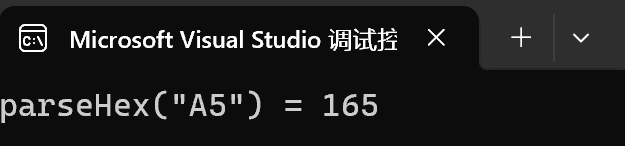 Microsoft Visual Studio 调试控
parseHex("A5") = 165